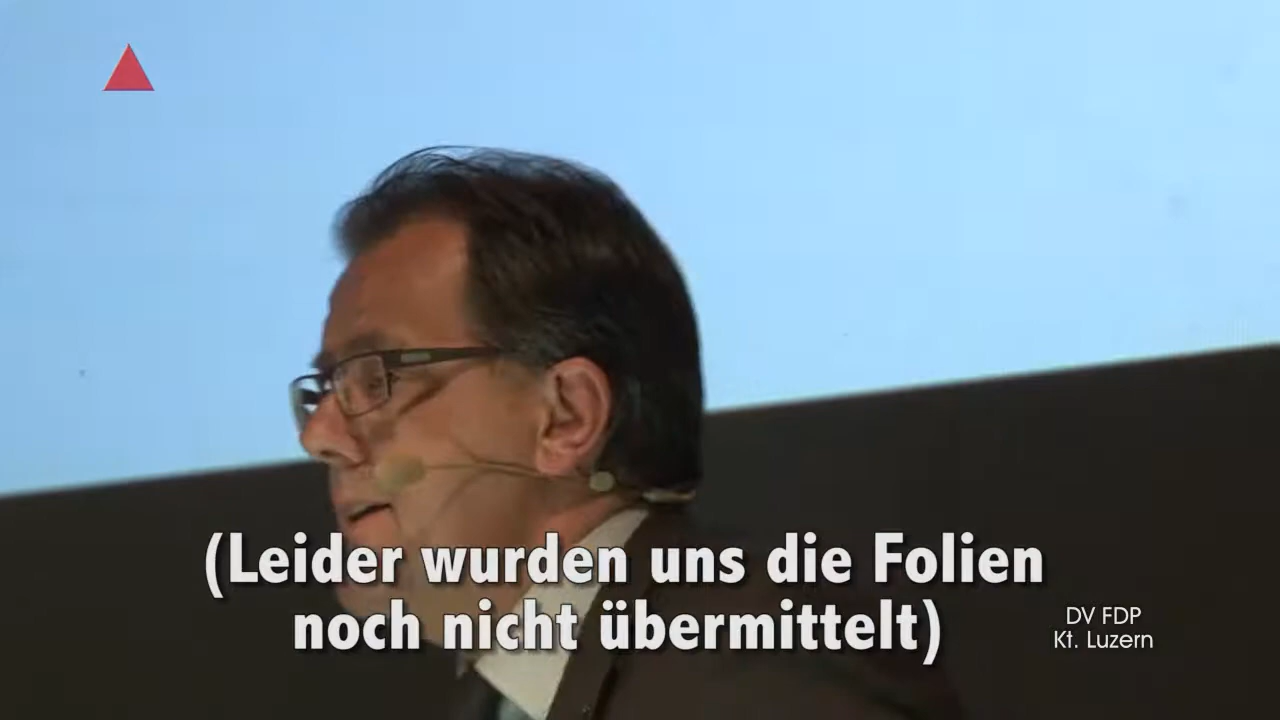 (Leider wurden uns die Folien
noch nicht übermittelt)
DV FDP
Kt. Luzern